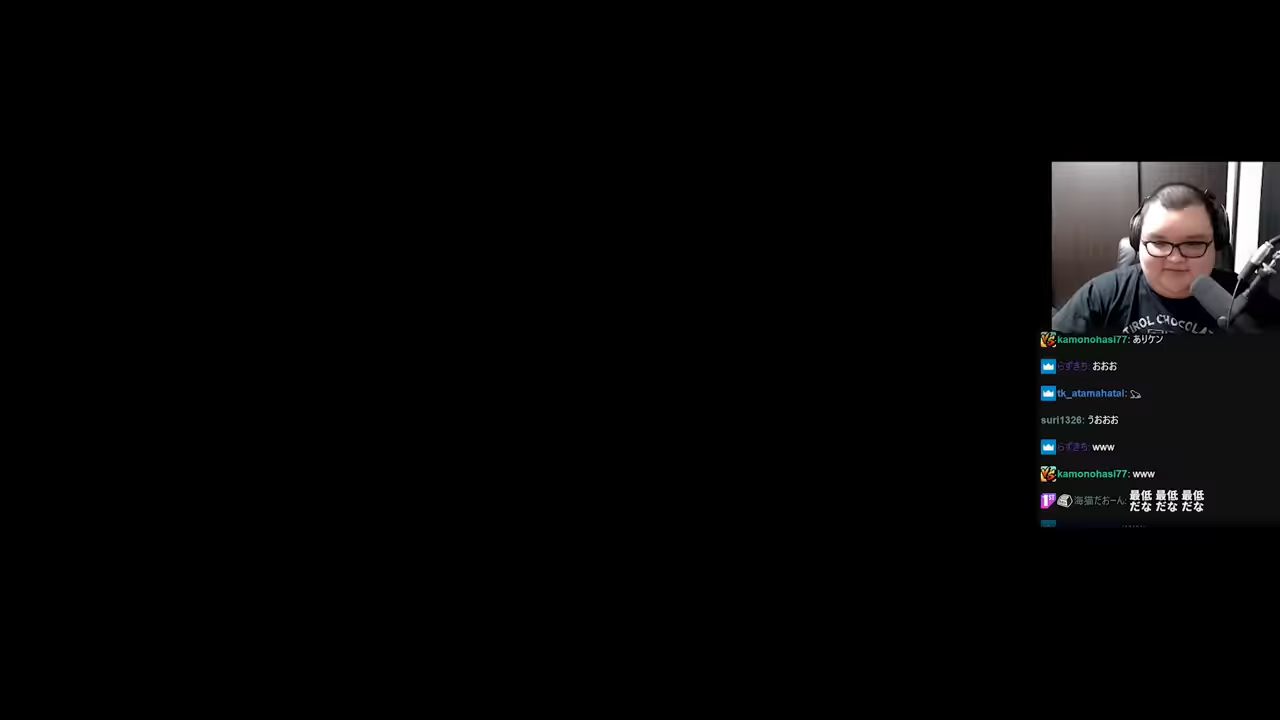 TIROL CHOCOLA
kamonohasi77: ありケン
らずきち: おおお
tk_atamahatai:
suri1326: うおおお
らずきち: www
kamonohasi77: www
海猫だおーん: 最低だな 最低だな 最低だな